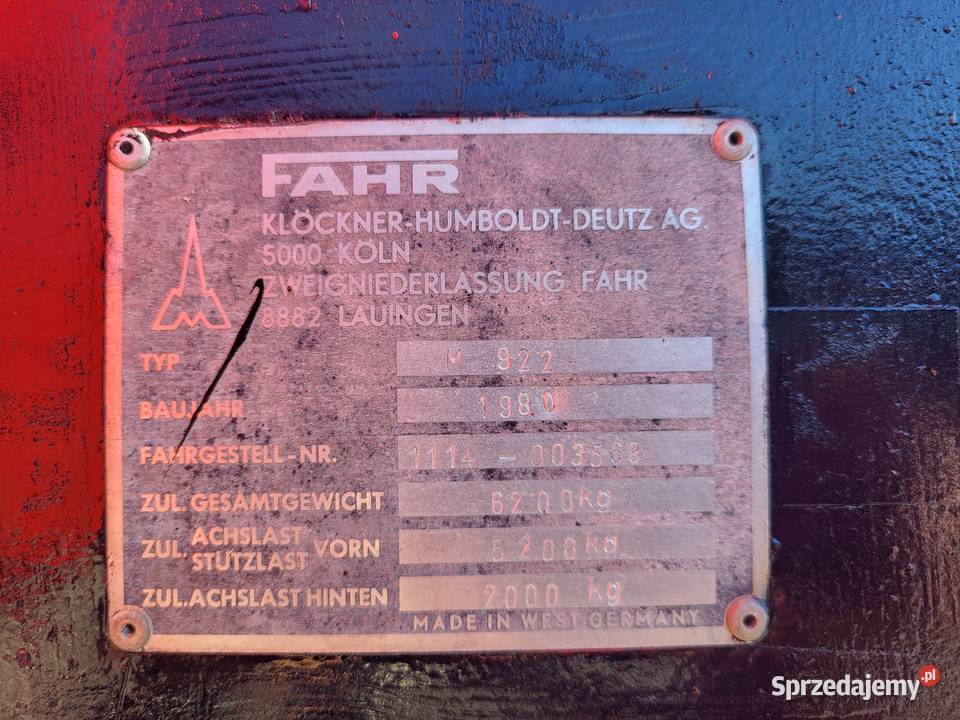 FAHR
KLÖCKNER-HUMBOLDT-DEUTZ AG.
5000 KÖLN
ZWEIGNIEDERLASSUNG FAHR
8882 LAUINGEN
TYP M 922
BAUJAHR 1980
FAHRGESTELL-NR. 1114 - 003568
ZUL. GESAMTGEWICHT 6200 kg
ZUL. ACHSLAST STÜTZLAST VORN 5200 kg
ZUL. ACHSLAST HINTEN 2000 kg
MADE IN WEST GERMANY
Sprzedajemy.pl